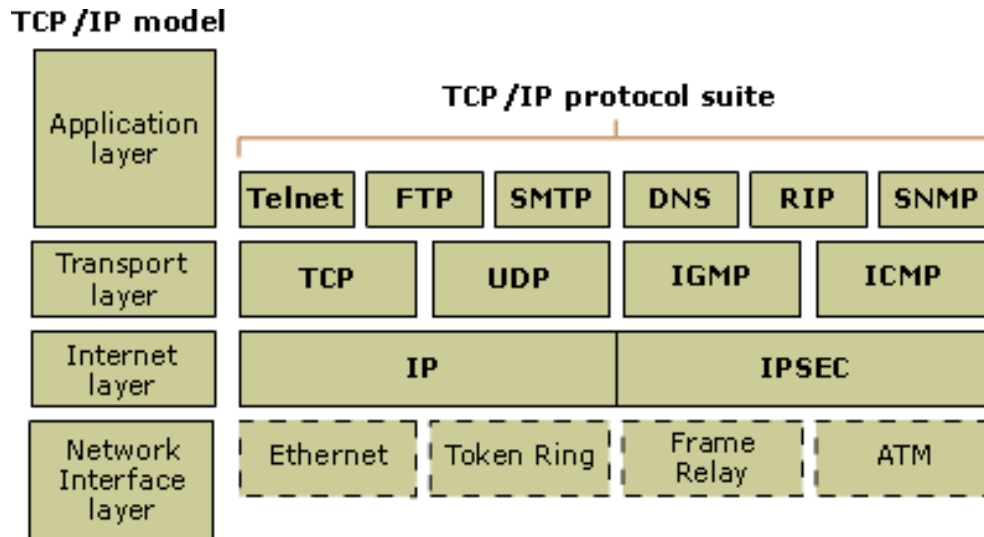 TCP/IP model
Application
layer
TCP/IP protocol suite
Telnet FTP SMTP DNS RIP SNMP
Transport
layer
TCP UDP IGMP ICMP
Internet
layer
IP IPSEC
Network
Interface
layer
Ethernet Token Ring Frame
Relay ATM